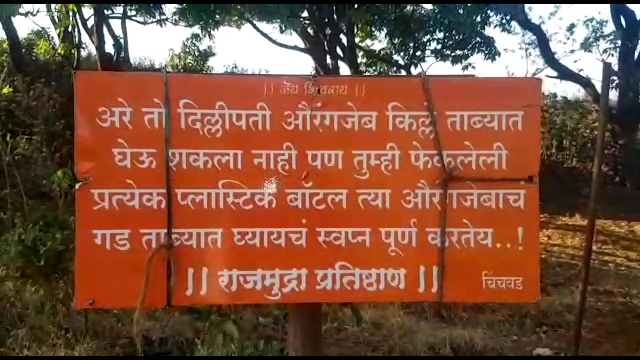 || जय शिवराय ||
अरे तो दिल्लीपती औरंगजेब किल्ले ताब्यात
घेऊ शकला नाही पण तुम्ही फेकलेली
प्रत्येक प्लास्टिक बॉटल त्या औरंगजेबाच
गड ताब्यात घ्यायचं स्वप्न पूर्ण करतेय..!
|| राजमुद्रा प्रतिष्ठाण ||
चिंचवड